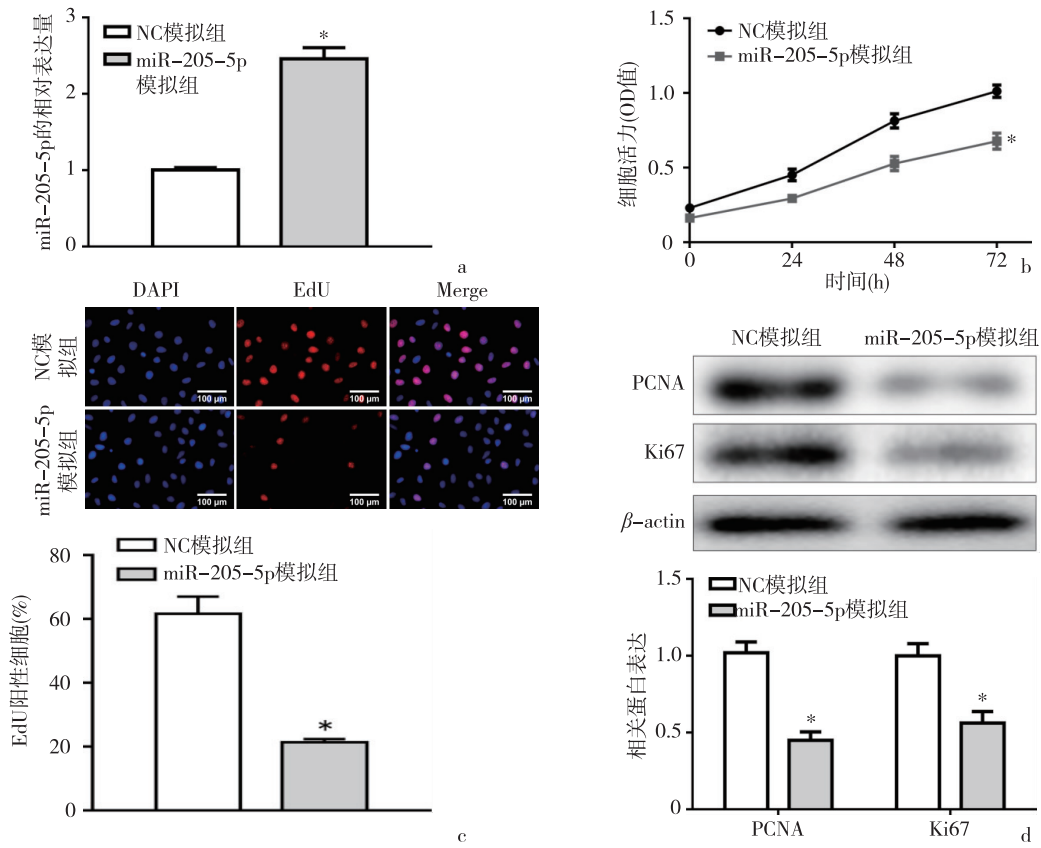 3
2
1
0
miR-205-5p的相对表达量
NC模拟组
miR-205-5p
模拟组
*
a
1.5
1.0
0.5
0
细胞活力(OD值)
NC模拟组
miR-205-5p模拟组
*
0 24 48 72
时间(h)
b
DAPI EdU Merge
NC模
拟组
100 μm 100 μm 100 μm
miR-205-5p
模拟组
100 μm 100 μm 100 μm
80
60
40
20
0
EdU阳性细胞(%)
NC模拟组
miR-205-5p模拟组
*
c
NC模拟组 miR-205-5p模拟组
PCNA
Ki67
β-actin
1.5
1.0
0.5
0
相关蛋白表达
NC模拟组
miR-205-5p模拟组
* *
PCNA Ki67
d